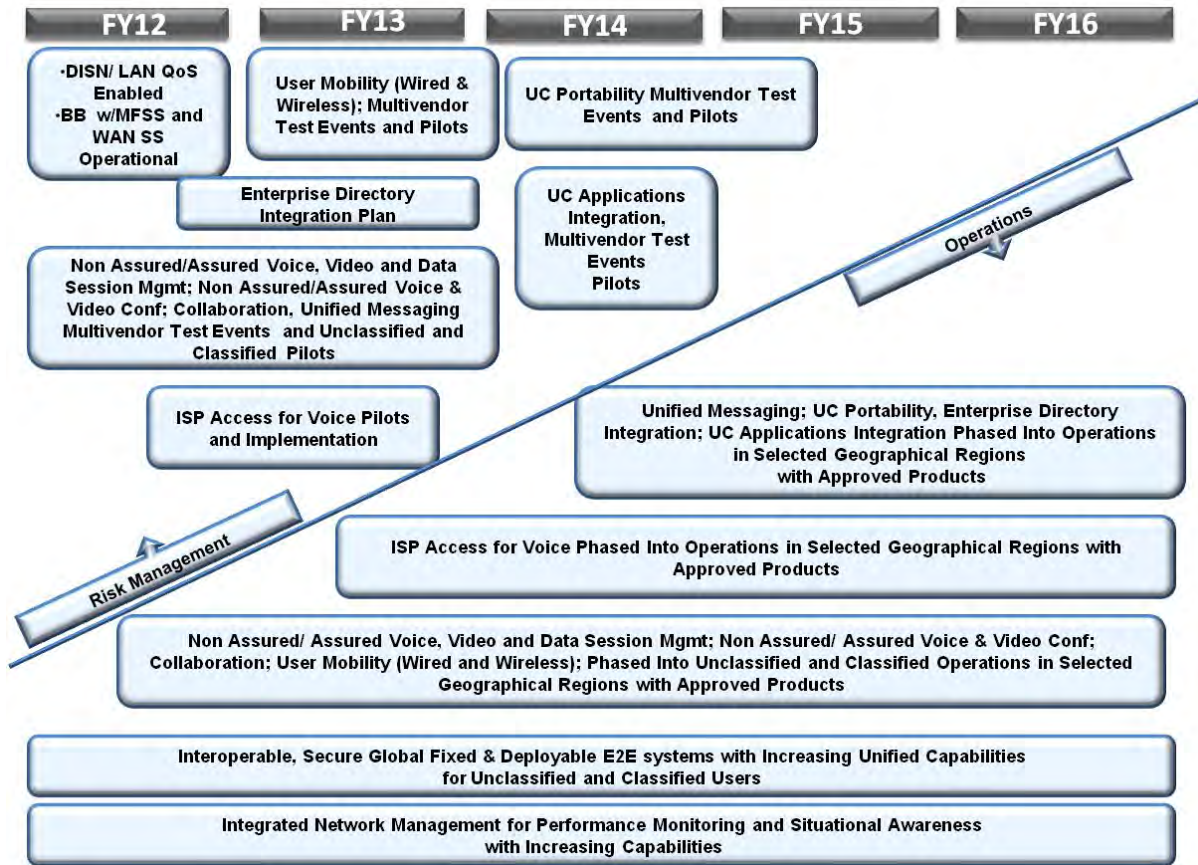 FY12
FY13
FY14
FY15
FY16
•DISN/ LAN QoS
Enabled
•BB w/MFSS and
WAN SS
Operational
User Mobility (Wired &
Wireless); Multivendor
Test Events and Pilots
UC Portability Multivendor Test
Events and Pilots
Enterprise Directory
Integration Plan
UC Applications
Integration,
Multivendor Test
Events
Pilots
Operations
Non Assured/Assured Voice, Video and Data
Session Mgmt; Non Assured/Assured Voice &
Video Conf; Collaboration, Unified Messaging
Multivendor Test Events and Unclassified and
Classified Pilots
ISP Access for Voice Pilots
and Implementation
Unified Messaging; UC Portability, Enterprise Directory
Integration; UC Applications Integration Phased Into Operations
in Selected Geographical Regions
with Approved Products
Risk Management
ISP Access for Voice Phased Into Operations in Selected Geographical Regions with
Approved Products
Non Assured/ Assured Voice, Video and Data Session Mgmt; Non Assured/ Assured Voice & Video Conf;
Collaboration; User Mobility (Wired and Wireless); Phased Into Unclassified and Classified Operations in Selected
Geographical Regions with Approved Products
Interoperable, Secure Global Fixed & Deployable E2E systems with Increasing Unified Capabilities
for Unclassified and Classified Users
Integrated Network Management for Performance Monitoring and Situational Awareness
with Increasing Capabilities